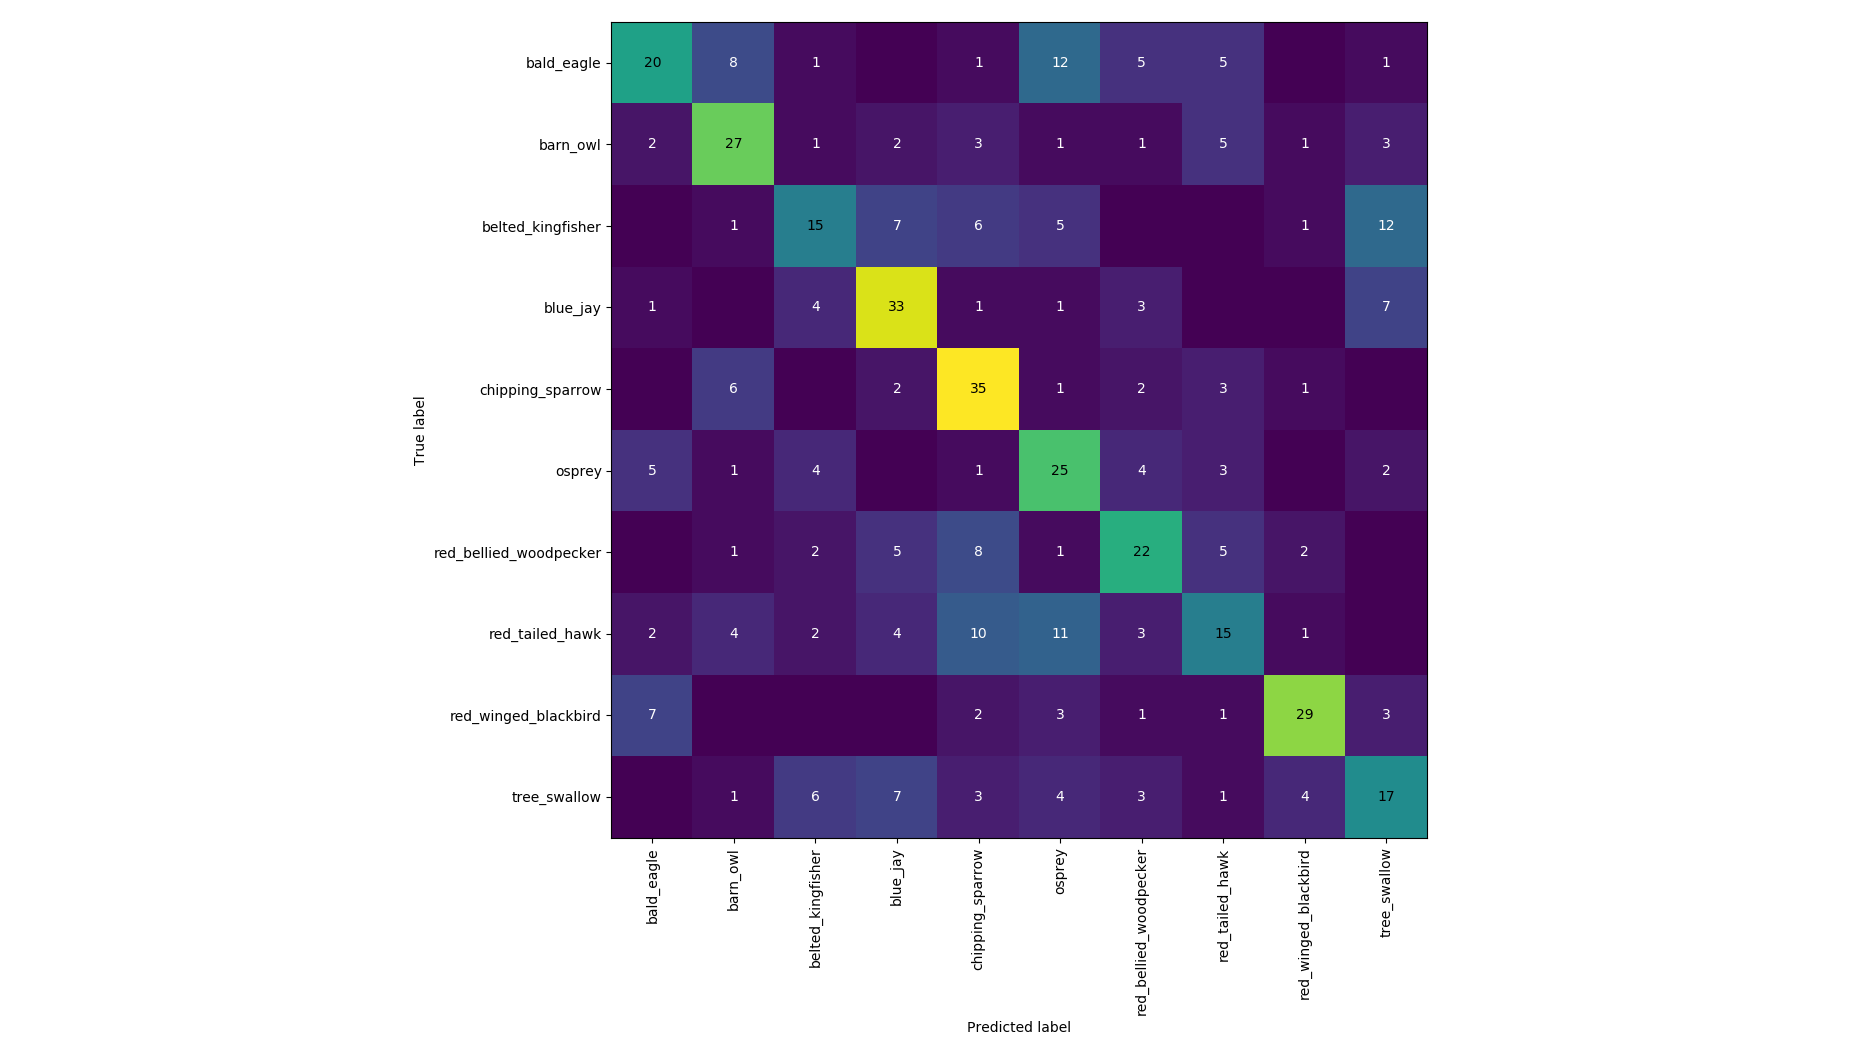 bald_eagle 20 8 1 1 12 5 5 1
barn_owl 2 27 1 2 3 1 1 5 1 3
belted_kingfisher 1 15 7 6 5 1 12
blue_jay 1 4 33 1 1 3 7
chipping_sparrow 6 2 35 1 2 3 1
osprey 5 1 4 1 25 4 3 2
red_bellied_woodpecker 1 2 5 8 1 22 5 2
red_tailed_hawk 2 4 2 4 10 11 3 15 1
red_winged_blackbird 7 2 3 1 1 29 3
tree_swallow 1 6 7 3 4 3 1 4 17
True label
bald_eagle
barn_owl
belted_kingfisher
blue_jay
chipping_sparrow
osprey
red_bellied_woodpecker
red_tailed_hawk
red_winged_blackbird
tree_swallow
Predicted label